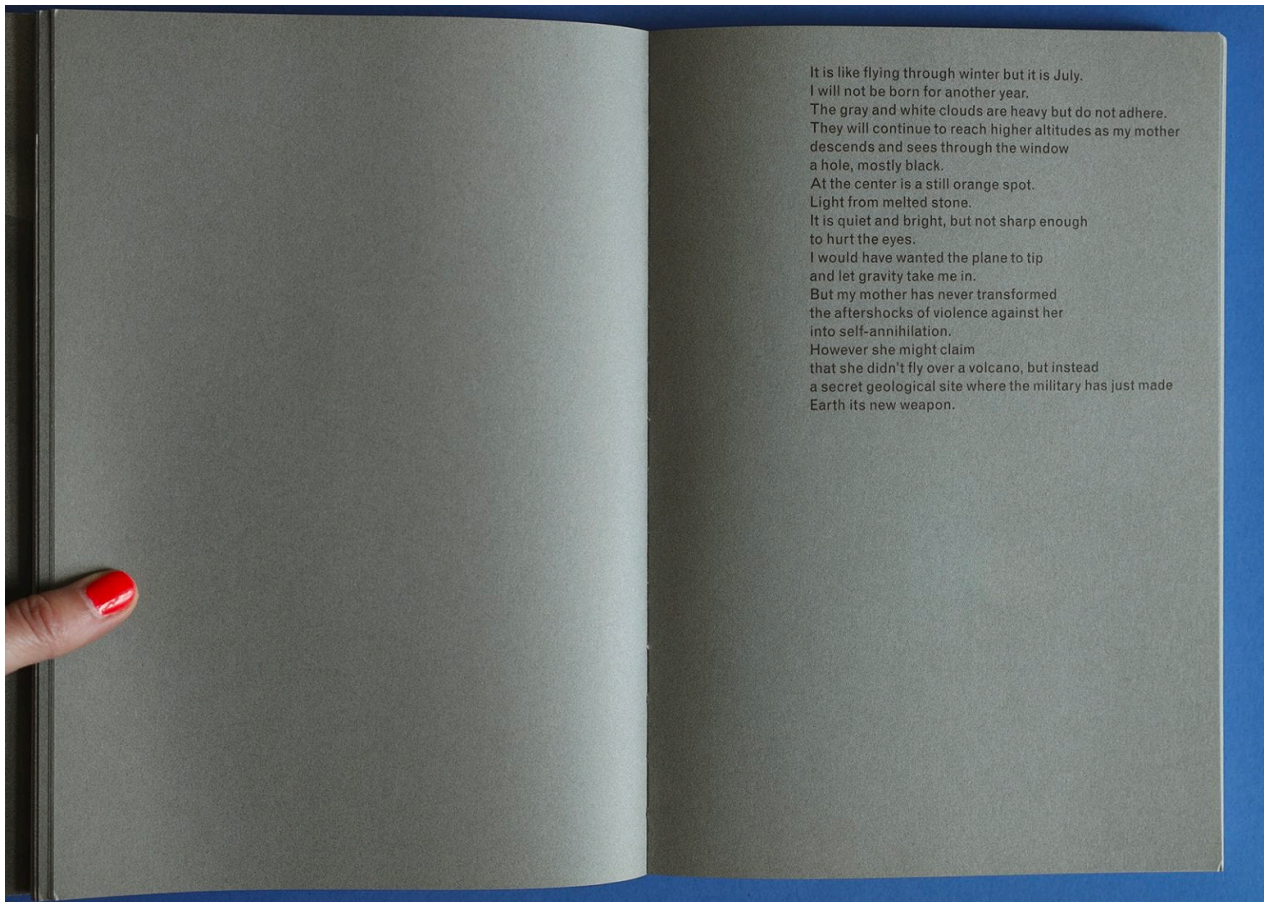 It is like flying through winter but it is July.
I will not be born for another year.
The gray and white clouds are heavy but do not adhere.
They will continue to reach higher altitudes as my mother
descends and sees through the window
a hole, mostly black.
At the center is a still orange spot.
Light from melted stone.
It is quiet and bright, but not sharp enough
to hurt the eyes.
I would have wanted the plane to tip
and let gravity take me in.
But my mother has never transformed
the aftershocks of violence against her
into self-annihilation.
However she might claim
that she didn't fly over a volcano, but instead
a secret geological site where the military has just made
Earth its new weapon.